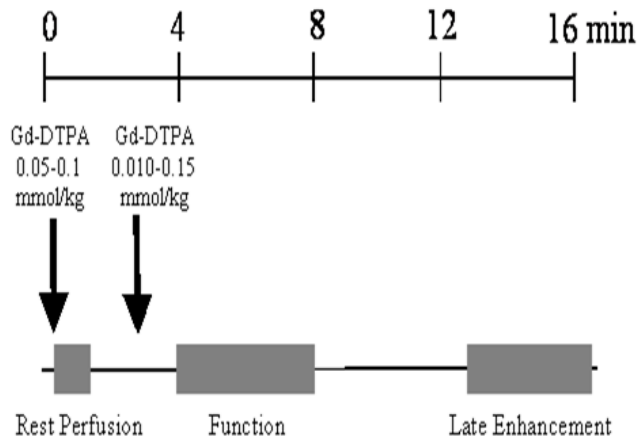 0 4 8 12 16 min
Gd-DTPA
0.05-0.1
mmol/kg
Gd-DTPA
0.010-0.15
mmol/kg
Rest Perfusion Function Late Enhancement